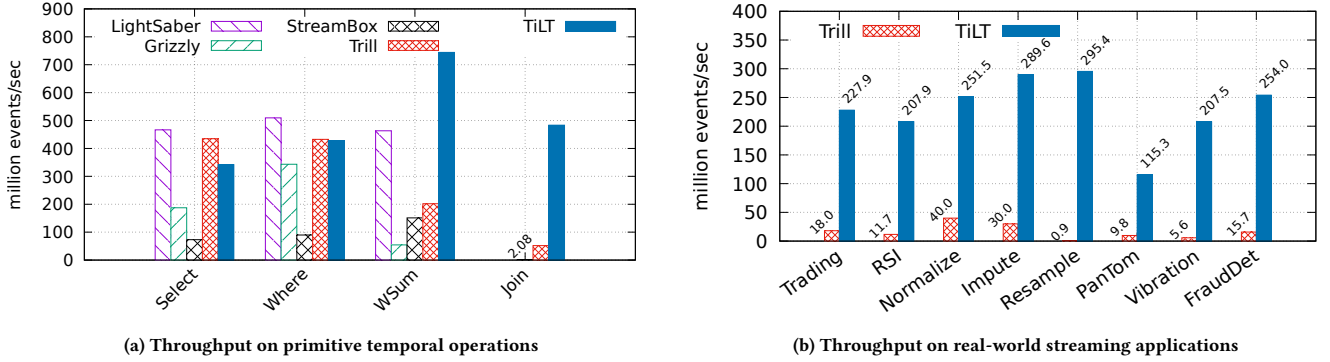 LightSaber StreamBox TiLT
Grizzly Trill
million events/sec
900
800
700
600
500
400
300
200
100
0
2.08
Select Where WSum Join
(a) Throughput on primitive temporal operations
Trill TiLT
million events/sec
400
350
300
250
200
150
100
50
0
18.0 227.9 11.7 207.9 40.0 251.5 30.0 289.6 0.9 295.4 9.8 115.3 5.6 207.5 15.7 254.0
Trading RSI Normalize Impute Resample PanTom Vibration FraudDet
(b) Throughput on real-world streaming applications